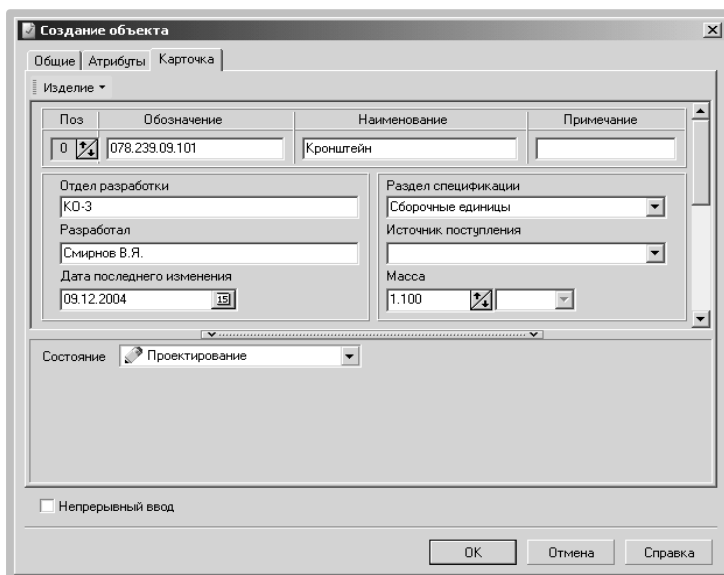 Создание объекта
Общие Атрибуты Карточка
Изделие
Поз Обозначение Наименование Примечание
0 078.239.09.101 Кронштейн
Отдел разработки Раздел спецификации
КО-3 Сборочные единицы
Разработал Источник поступления
Смирнов В.Я.
Дата последнего изменения Масса
09.12.2004 15 1.100
Состояние Проектирование
Непрерывный ввод
OK Отмена Справка